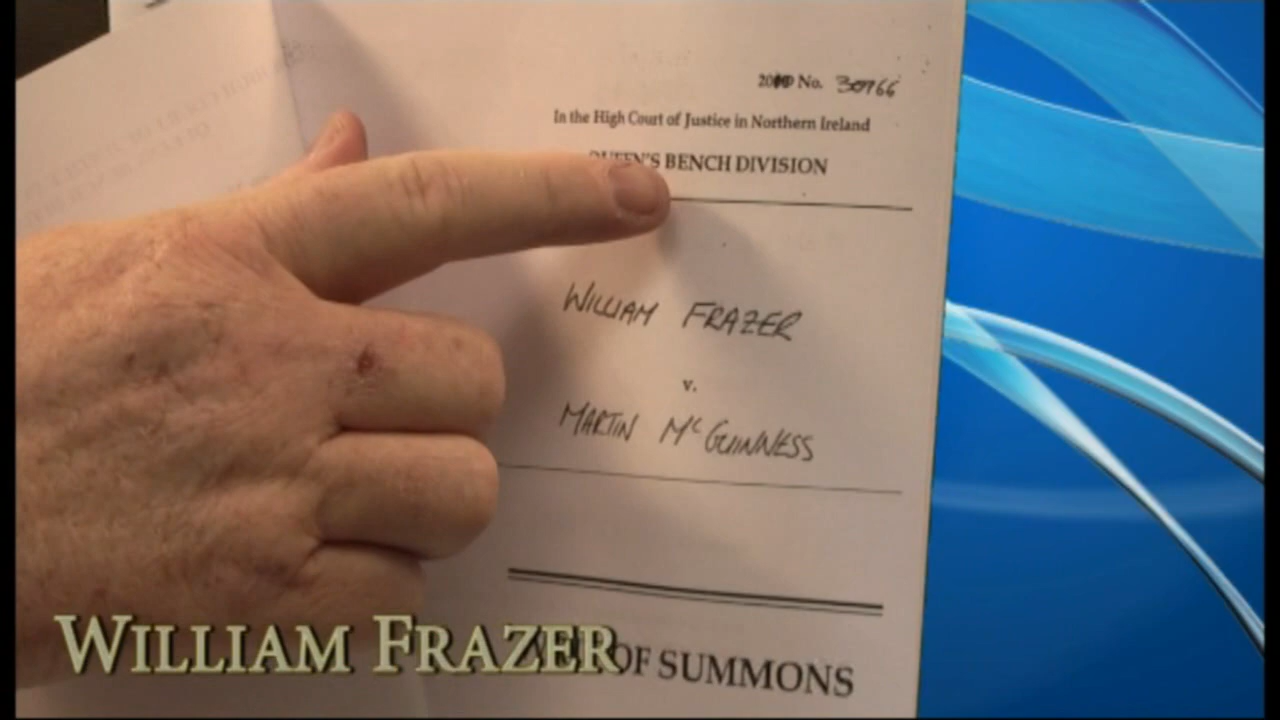 No. 30766
In the High Court of Justice in Northern Ireland
QUEEN'S BENCH DIVISION
WILLIAM FRAZER
v.
MARTIN McGUINNESS
OF SUMMONS
WILLIAM FRAZER